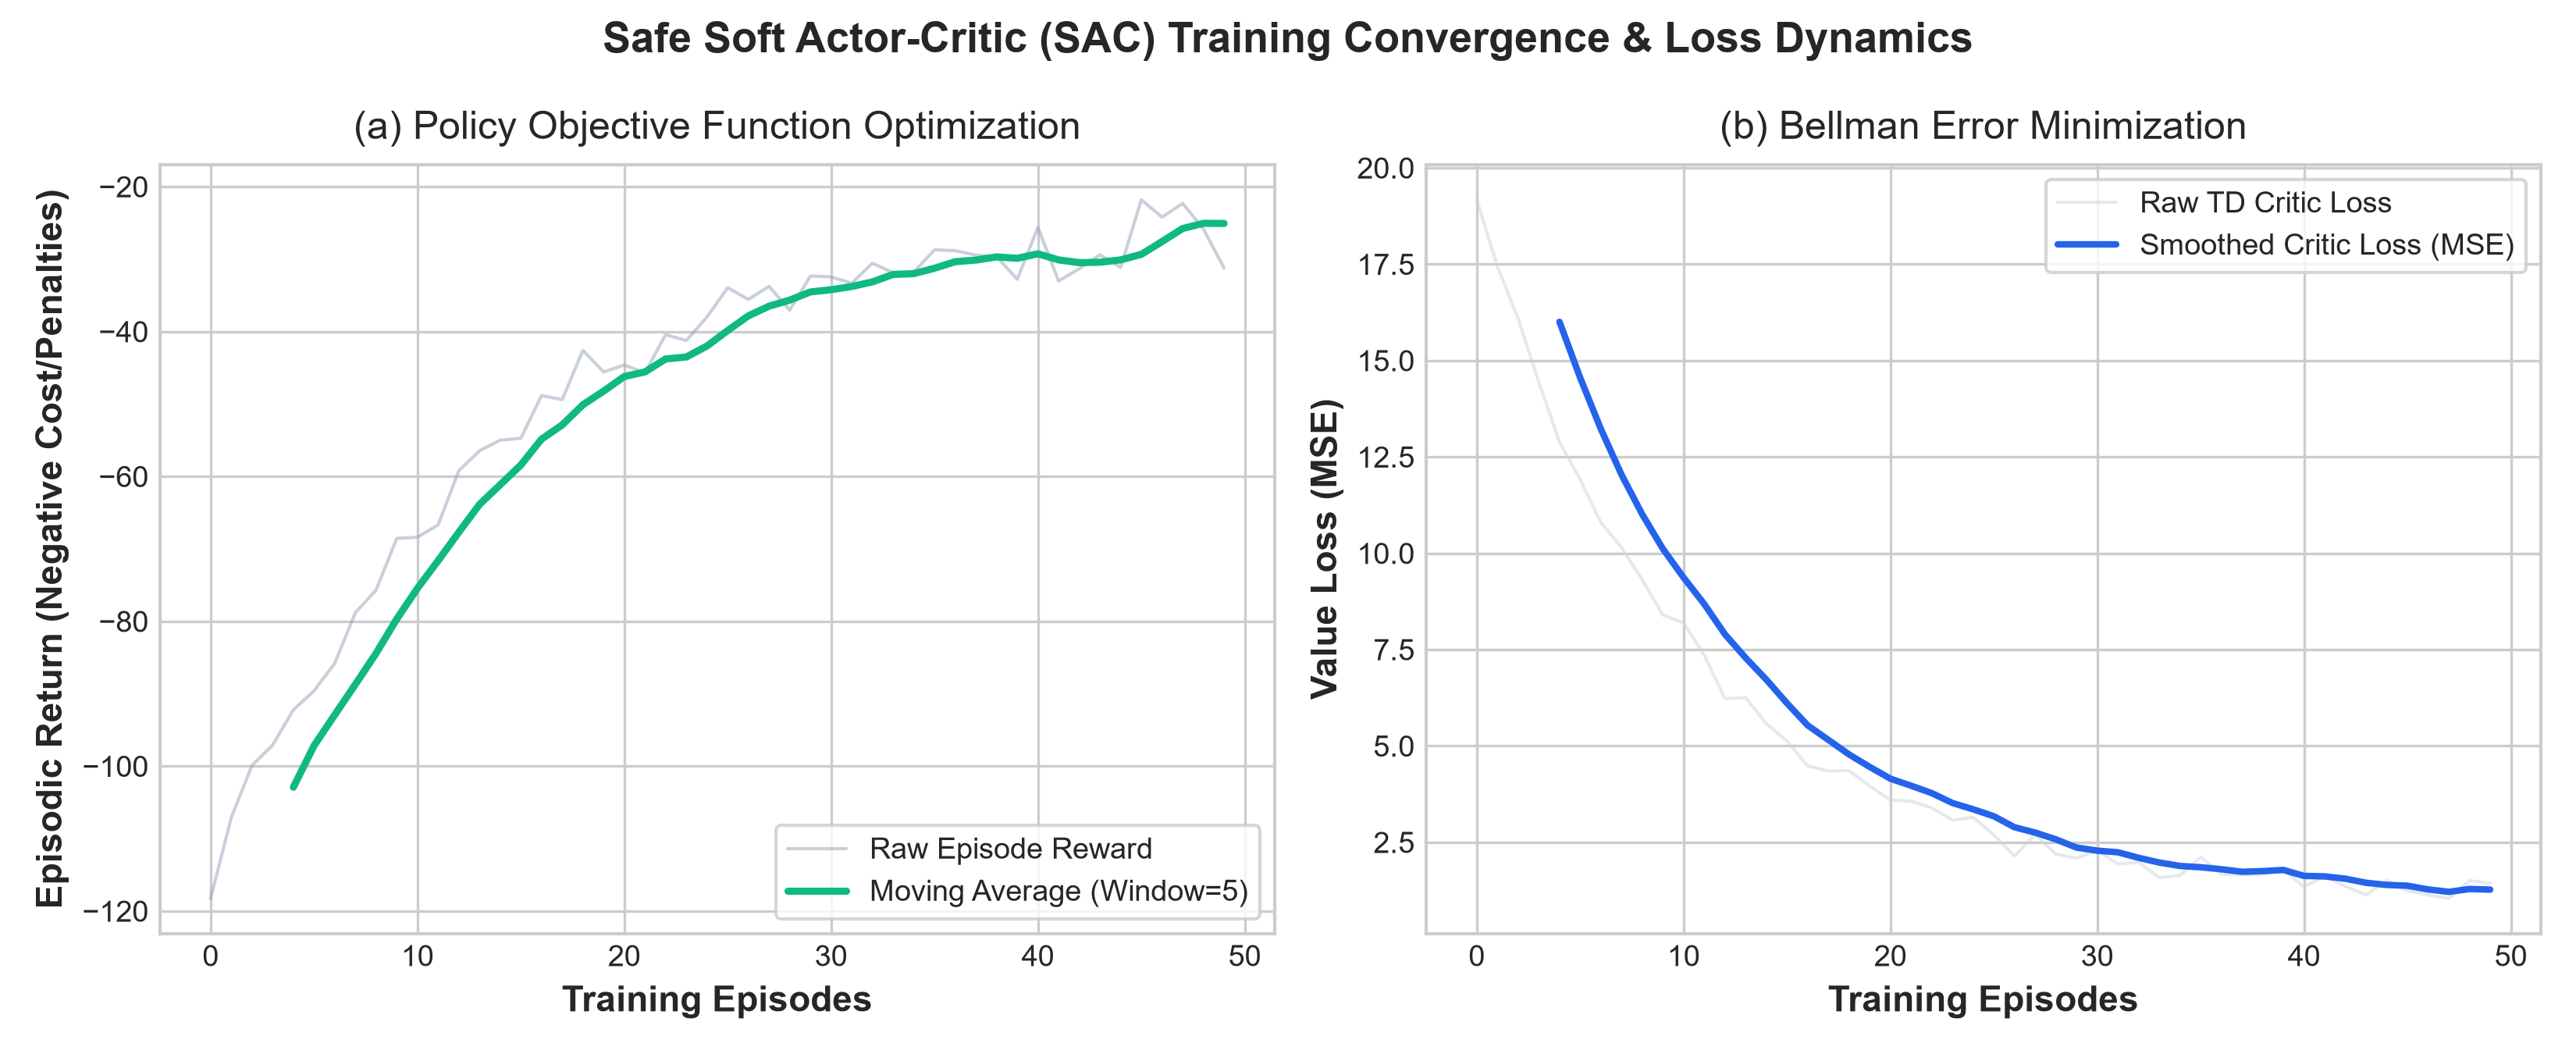 Safe Soft Actor-Critic (SAC) Training Convergence & Loss Dynamics
(a) Policy Objective Function Optimization
Episodic Return (Negative Cost/Penalties)
−20
−40
−60
−80
−100
−120
Raw Episode Reward
Moving Average (Window=5)
0 10 20 30 40 50
Training Episodes
(b) Bellman Error Minimization
Value Loss (MSE)
20.0
17.5
15.0
12.5
10.0
7.5
5.0
2.5
Raw TD Critic Loss
Smoothed Critic Loss (MSE)
0 10 20 30 40 50
Training Episodes